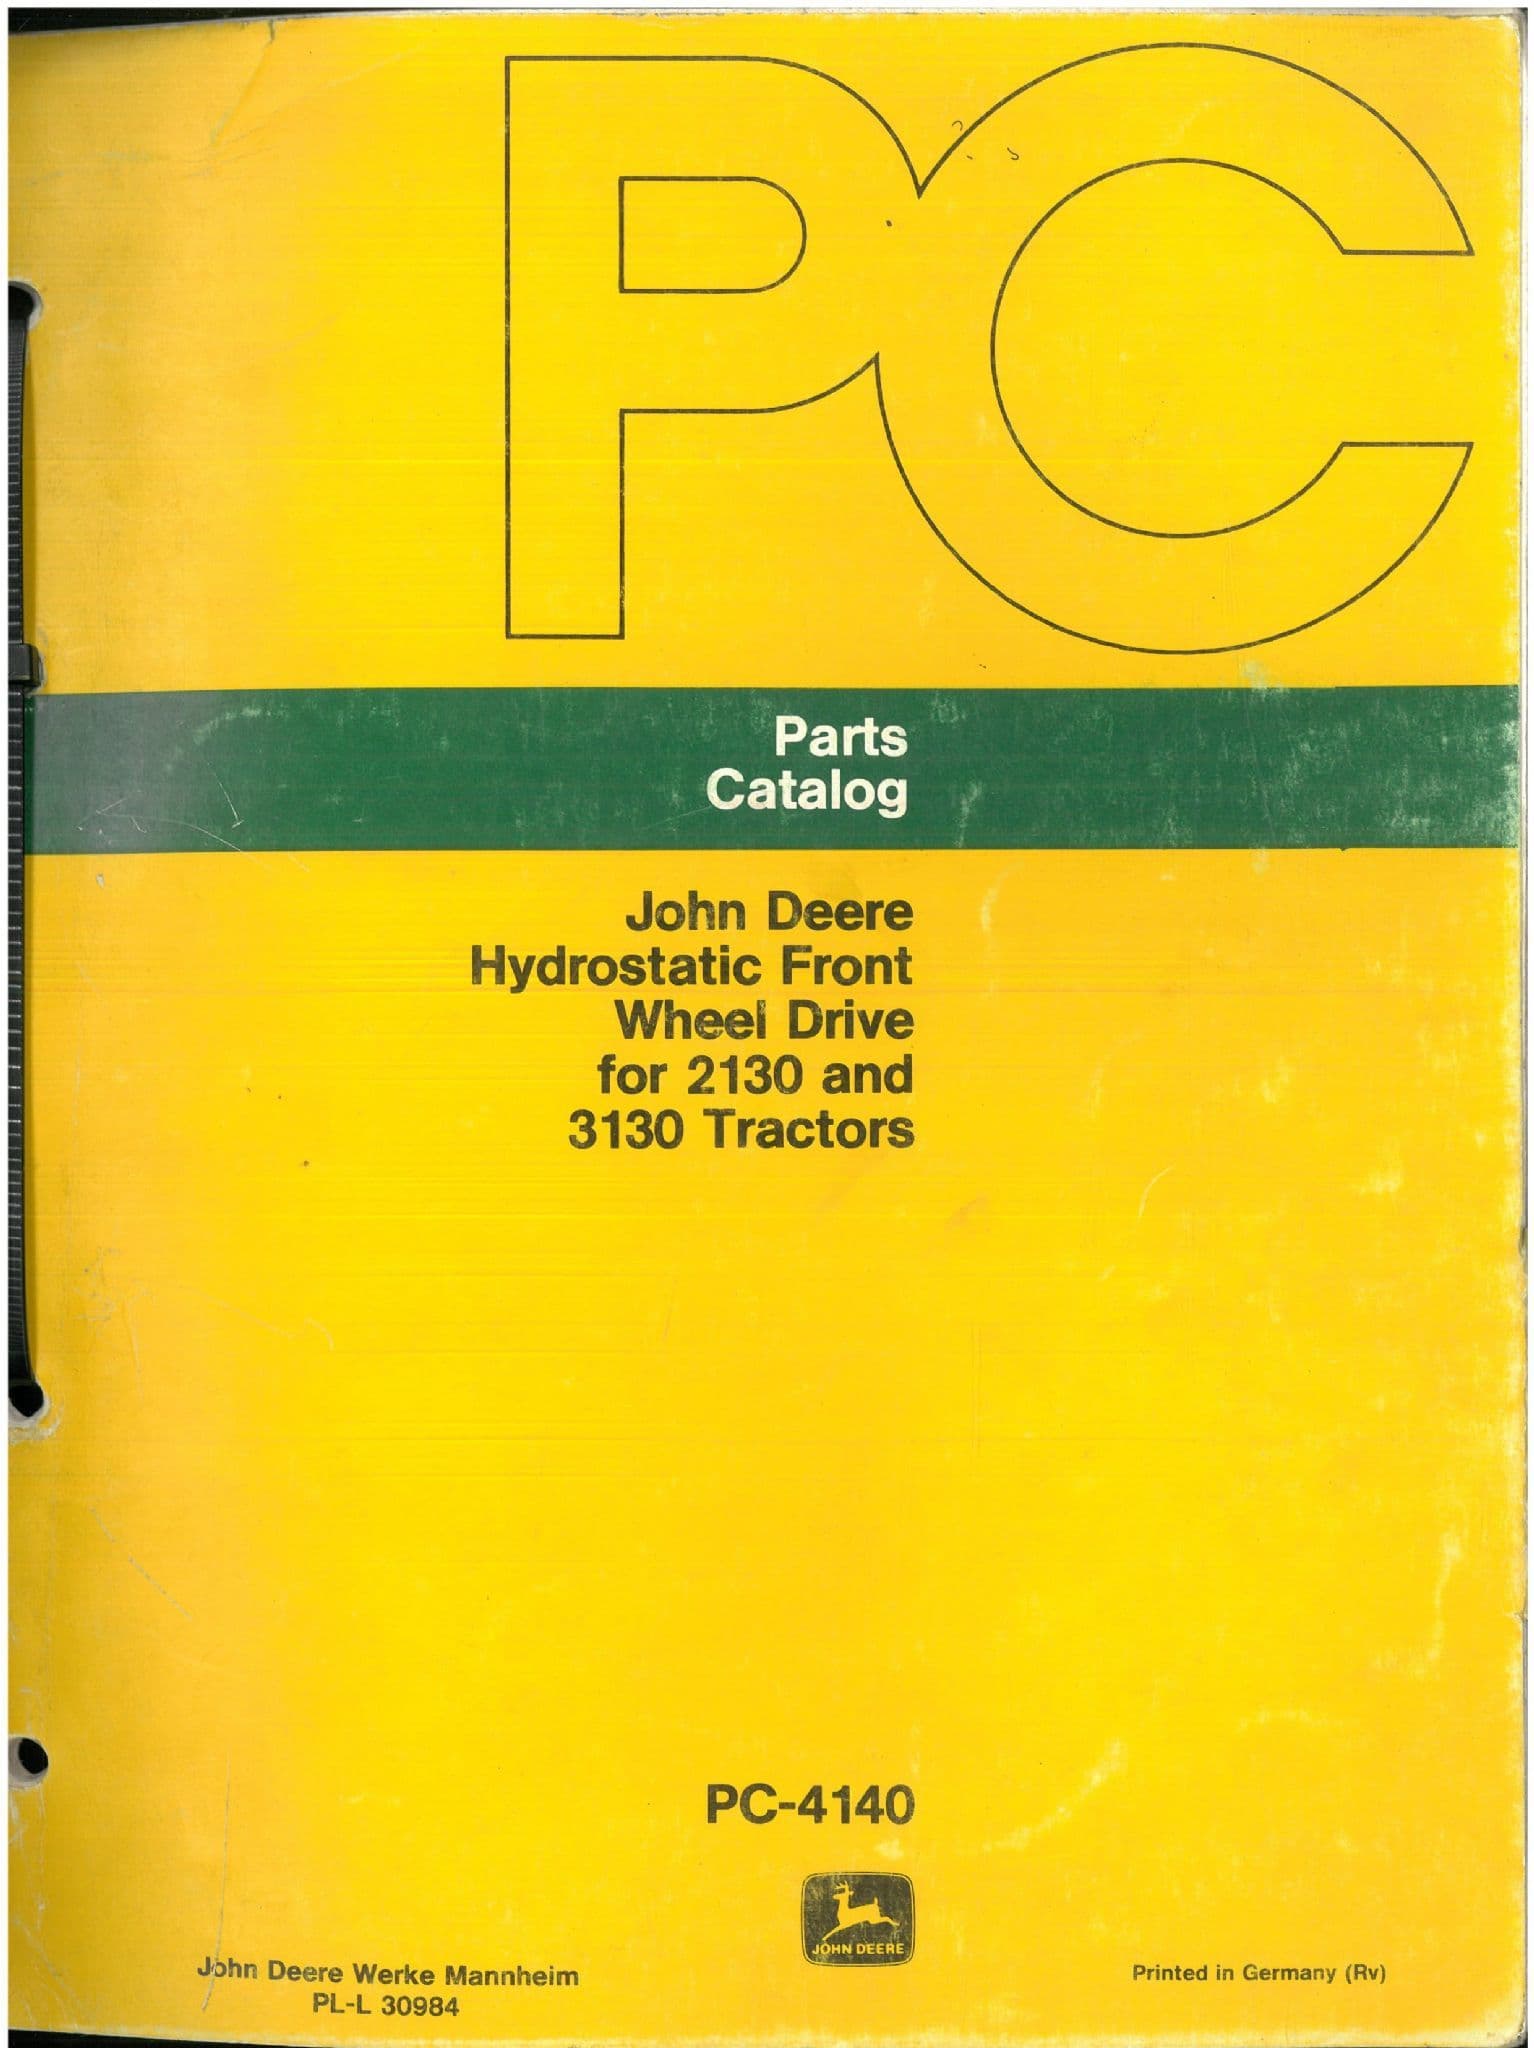 PC
Parts
Catalog
John Deere
Hydrostatic Front
Wheel Drive
for 2130 and
3130 Tractors
PC-4140
JOHN DEERE
John Deere Werke Mannheim
PL-L 30984
Printed in Germany (Rv)